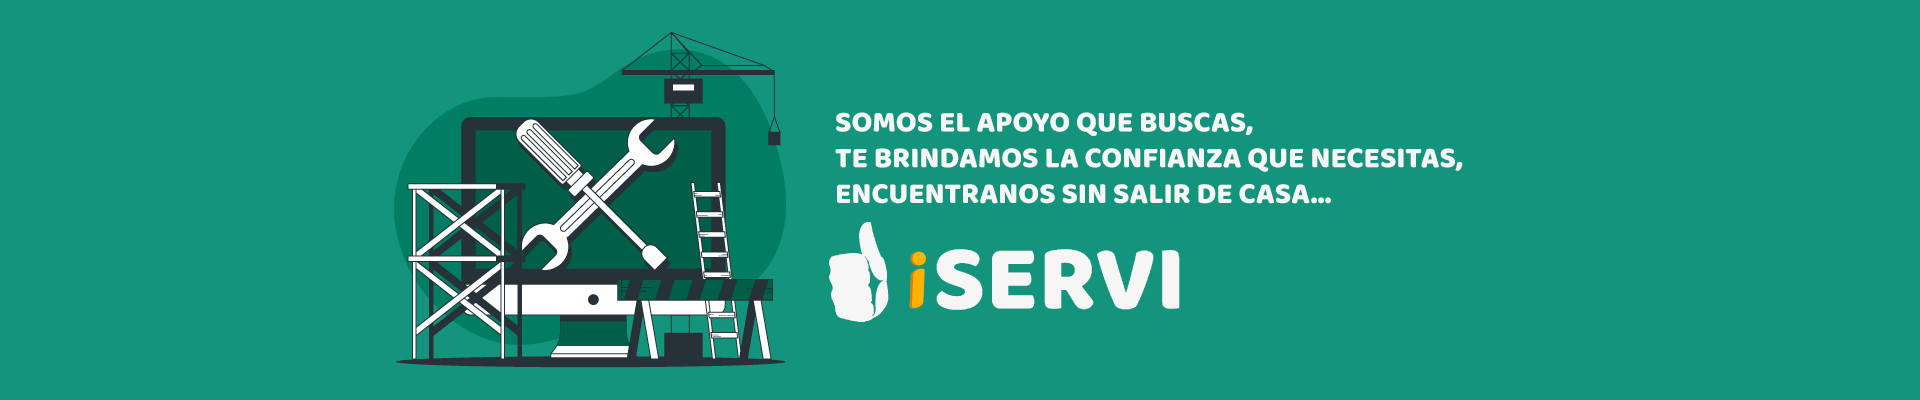 SOMOS EL APOYO QUE BUSCAS,
TE BRINDAMOS LA CONFIANZA QUE NECESITAS,
ENCUENTRANOS SIN SALIR DE CASA...
iSERVI